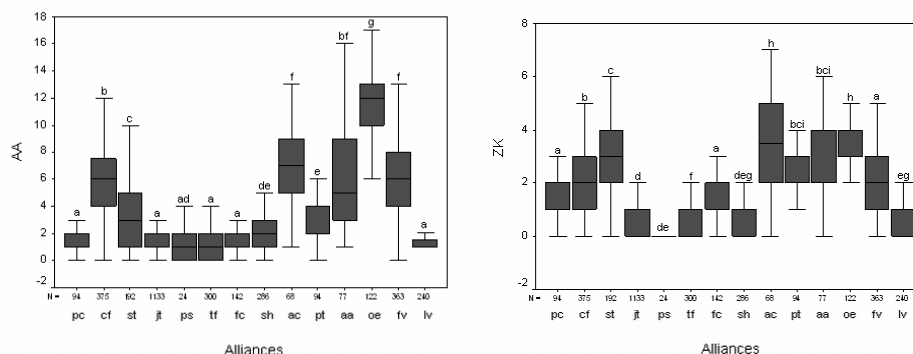 18
16
14
12
10
8
6
4
2
0
-2
AA
a b c a ad a a de f e bf g f a
N = 94 375 192 1133 24 300 142 286 68 94 77 122 363 240
pc cf st jt ps tf fc sh ac pt aa oe fv lv
Alliances
8
6
4
2
0
-2
ZK
a b c d de f a deg h bci bci h a eg
N = 94 375 192 1133 24 300 142 286 68 94 77 122 363 240
pc cf st jt ps tf fc sh ac pt aa oe fv lv
Alliances